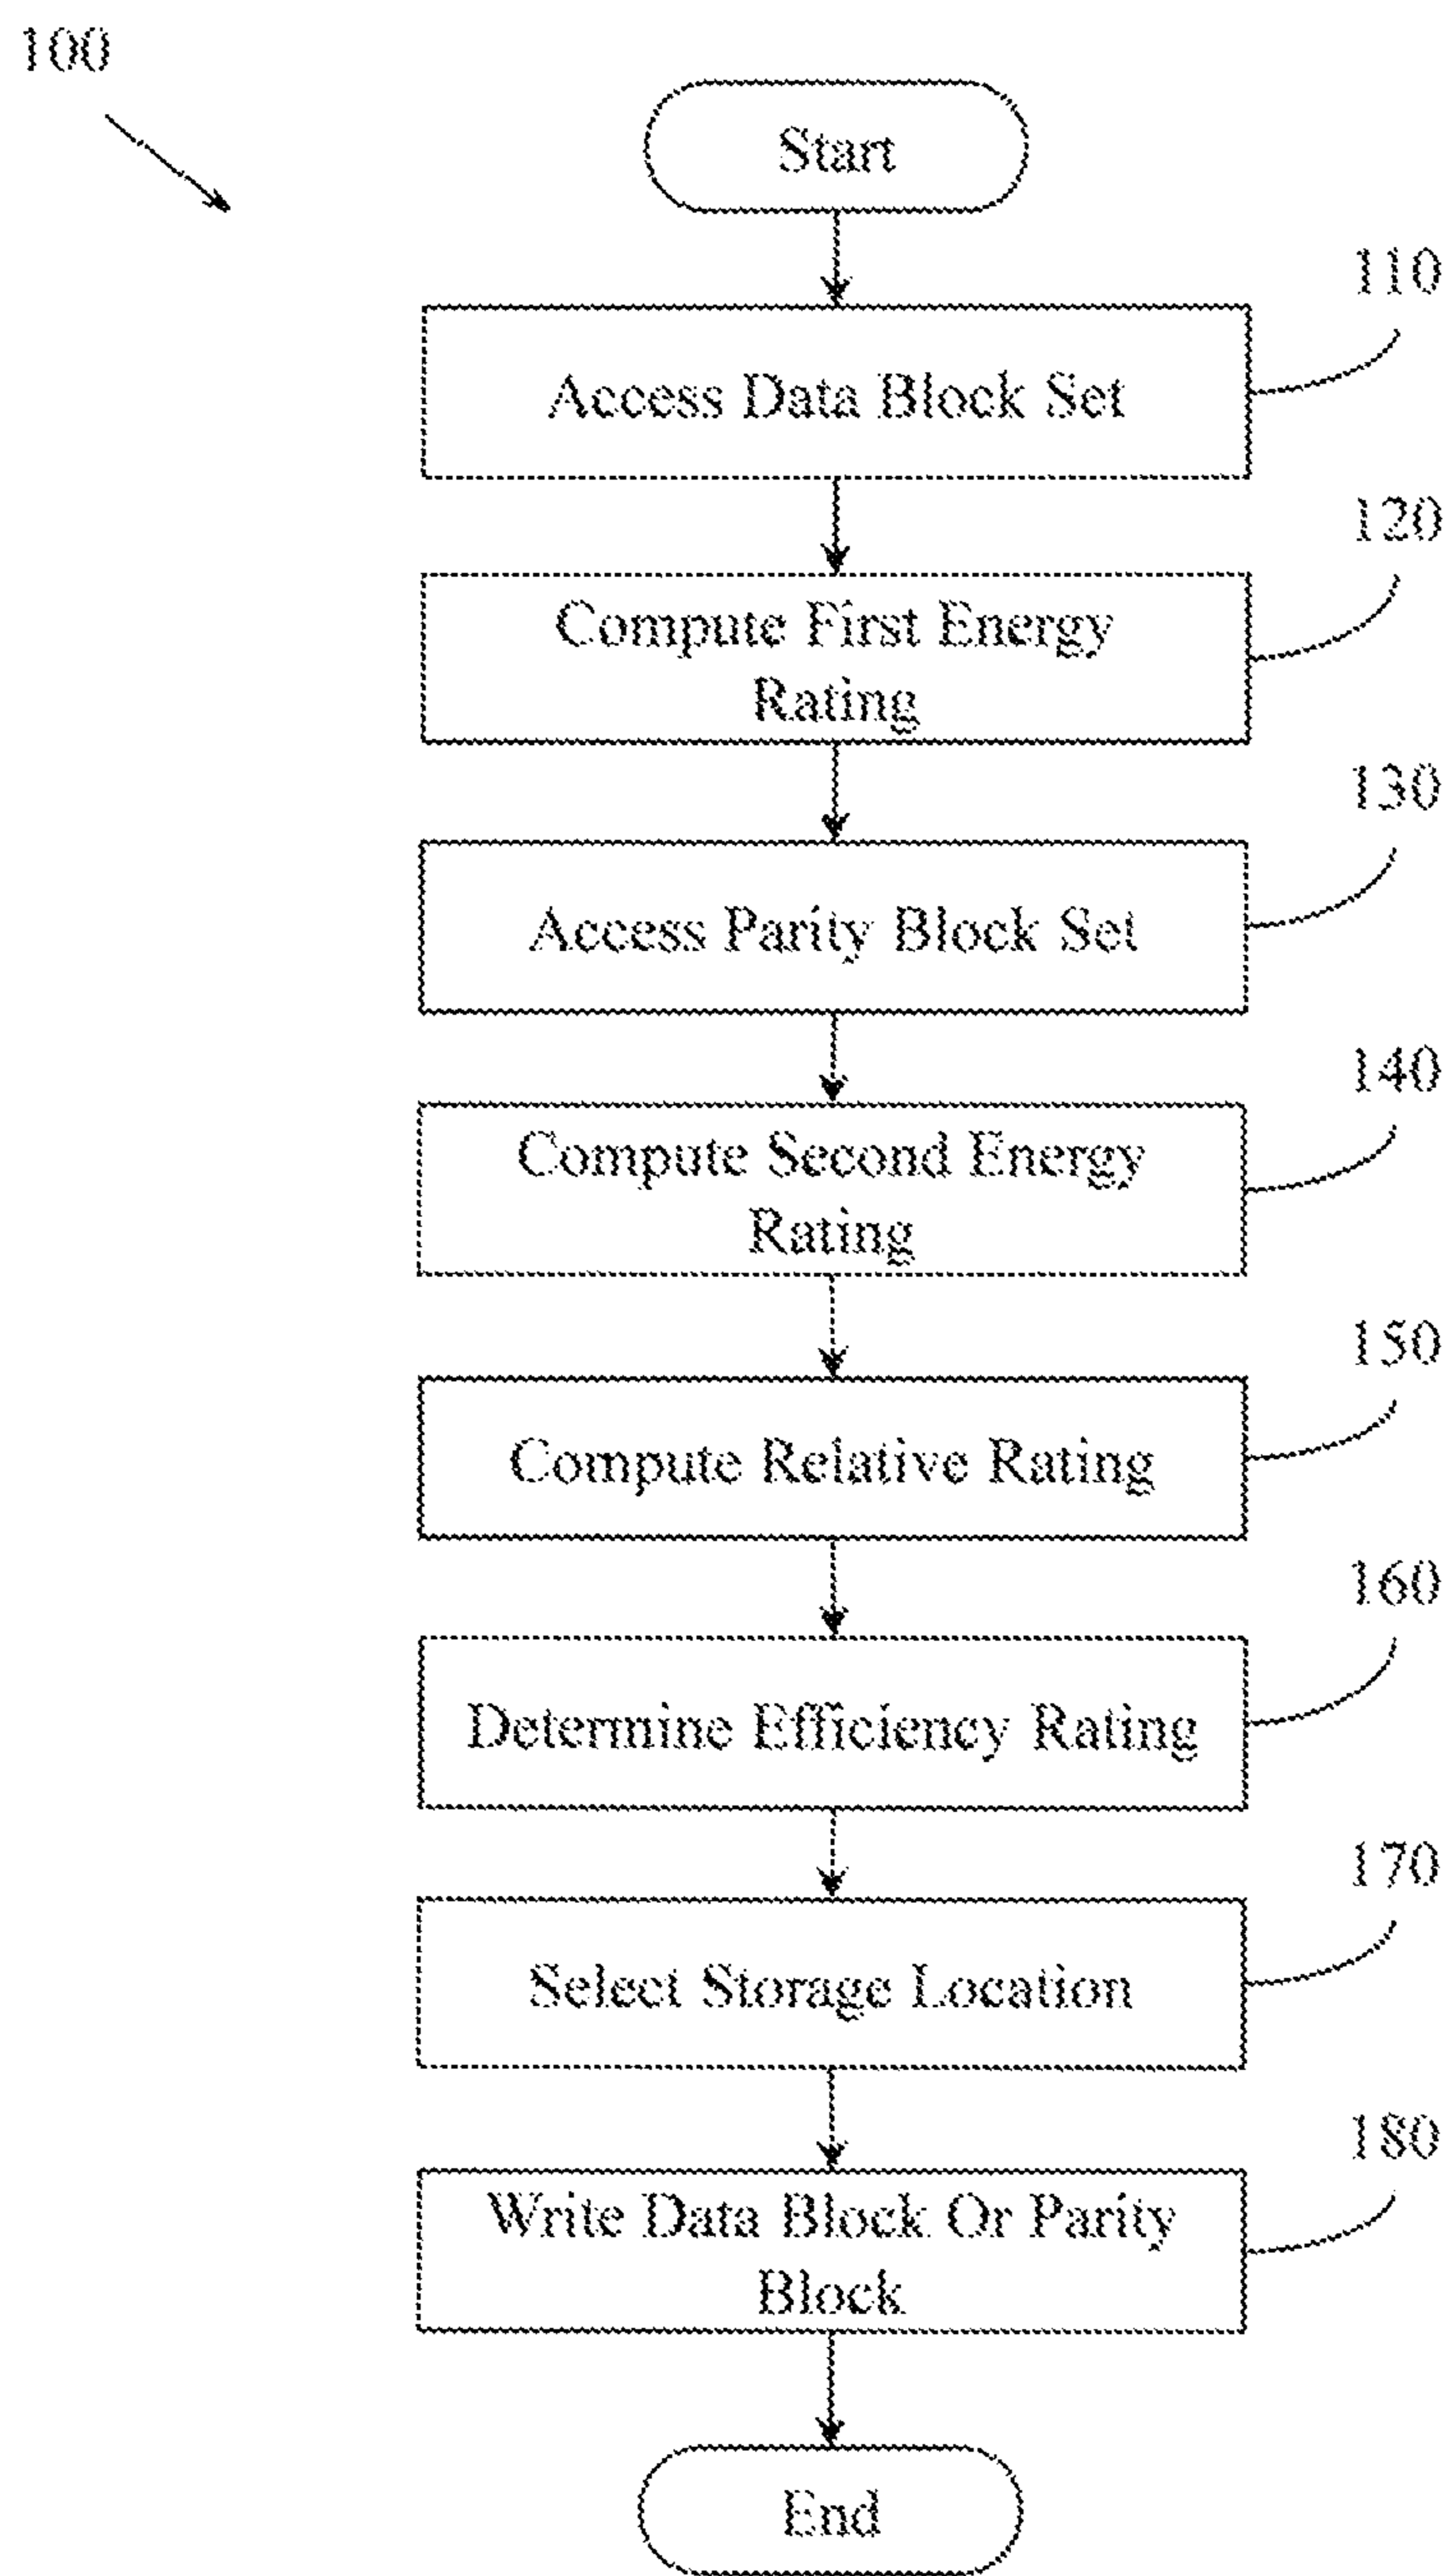 100
Start
110
Access Data Block Set
120
Compute First Energy
Rating
130
Access Parity Block Set
140
Compute Second Energy
Rating
150
Compute Relative Rating
160
Determine Efficiency Rating
170
Select Storage Location
180
Write Data Block Or Parity
Block
End